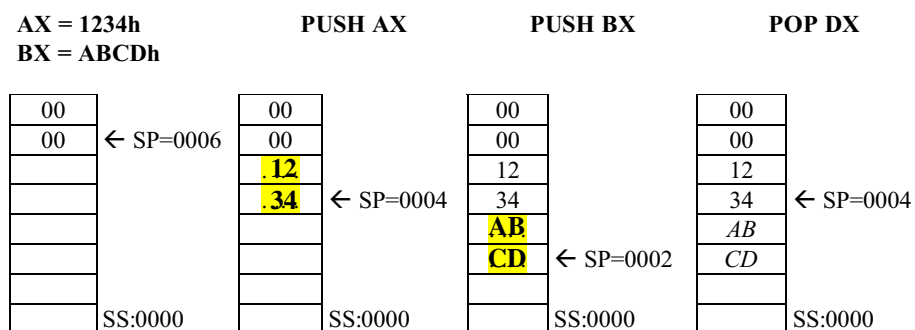 AX = 1234h PUSH AX PUSH BX POP DX
BX = ABCDh
00 00 00 00
00 ← SP=0006 00 00 00
12 12 12
34 ← SP=0004 34 34 ← SP=0004
AB AB
CD ← SP=0002 CD
SS:0000 SS:0000 SS:0000 SS:0000